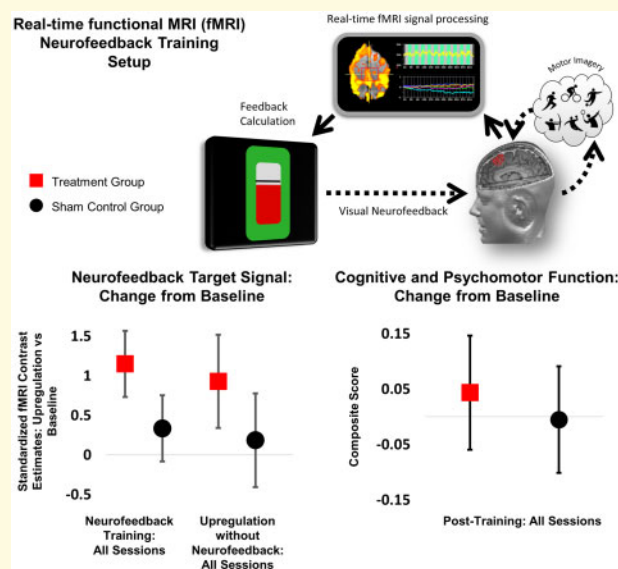 Real-time functional MRI (fMRI)
Neurofeedback Training
Setup
Real-time fMRI signal processing
Motor Imagery
Feedback
Calculation
Treatment Group
Sham Control Group
Visual Neurofeedback
Neurofeedback Target Signal:
Change from Baseline
Standardized fMRI Contrast
Estimates: Upregulation vs
Baseline
1.5
1
0.5
0
-0.5
Neurofeedback
Training:
All Sessions
Upregulation
without
Neurofeedback:
All Sessions
Cognitive and Psychomotor Function:
Change from Baseline
Composite Score
0.15
0.05
-0.05
-0.15
Post-Training: All Sessions